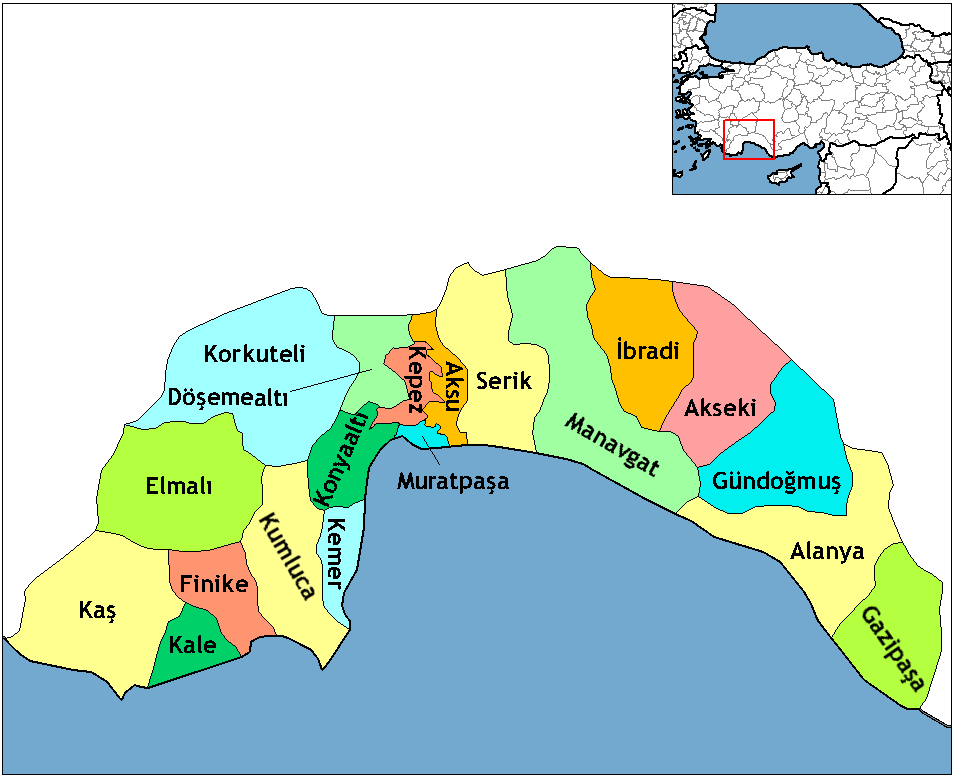 Korkuteli
Döşemealtı
Kepez
Aksu
Serik
İbradi
Akseki
Manavgat
Konyaaltı
Muratpaşa
Elmalı
Gündoğmuş
Kumluca
Kemer
Alanya
Finike
Kaş
Kale
Gazipaşa